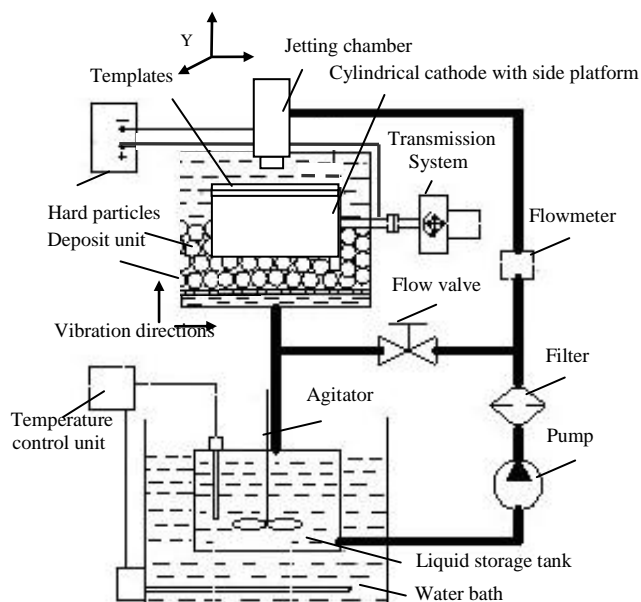 Y
Jetting chamber
Templates
Cylindrical cathode with side platform
Transmission
System
Hard particles
Deposit unit
Flowmeter
Flow valve
Vibration directions
Filter
Agitator
Temperature
control unit
Pump
Liquid storage tank
Water bath